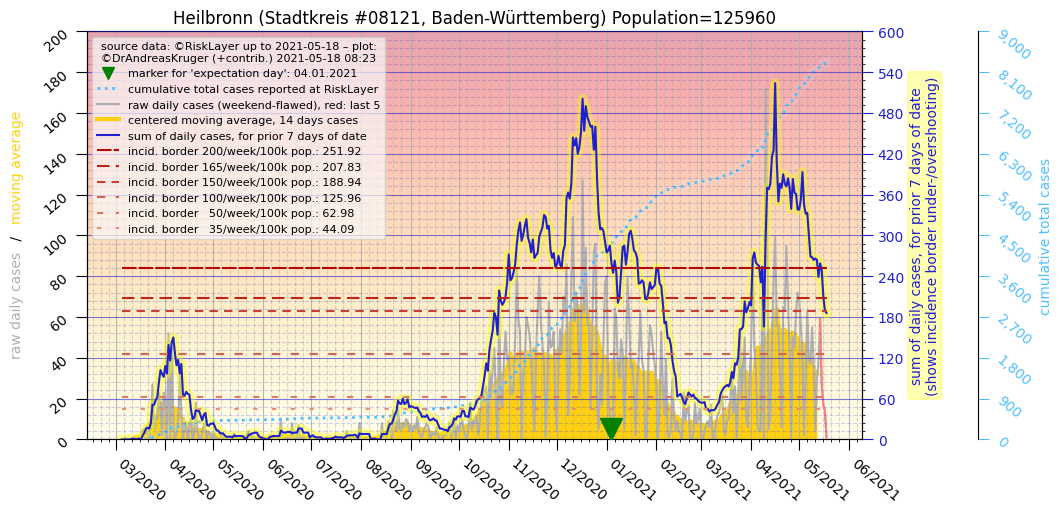 Heilbronn (Stadtkreis #08121, Baden-Württemberg) Population=125960
source data: ©RiskLayer up to 2021-05-18 – plot:
©DrAndreasKruger (+contrib.) 2021-05-18 08:23
marker for 'expectation day': 04.01.2021
cumulative total cases reported at RiskLayer
raw daily cases (weekend-flawed), red: last 5
centered moving average, 14 days cases
sum of daily cases, for prior 7 days of date
incid. border 200/week/100k pop.: 251.92
incid. border 165/week/100k pop.: 207.83
incid. border 150/week/100k pop.: 188.94
incid. border 100/week/100k pop.: 125.96
incid. border   50/week/100k pop.: 62.98
incid. border   35/week/100k pop.: 44.09
raw daily cases / moving average
200
180
160
140
120
100
80
60
40
20
0
03/2020
04/2020
05/2020
06/2020
07/2020
08/2020
09/2020
10/2020
11/2020
12/2020
01/2021
02/2021
03/2021
04/2021
05/2021
06/2021
600
540
480
420
360
300
240
180
120
60
0
sum of daily cases, for prior 7 days of date
(shows incidence border under-/overshooting)
9,000
8,100
7,200
6,300
5,400
4,500
3,600
2,700
1,800
900
0
cumulative total cases